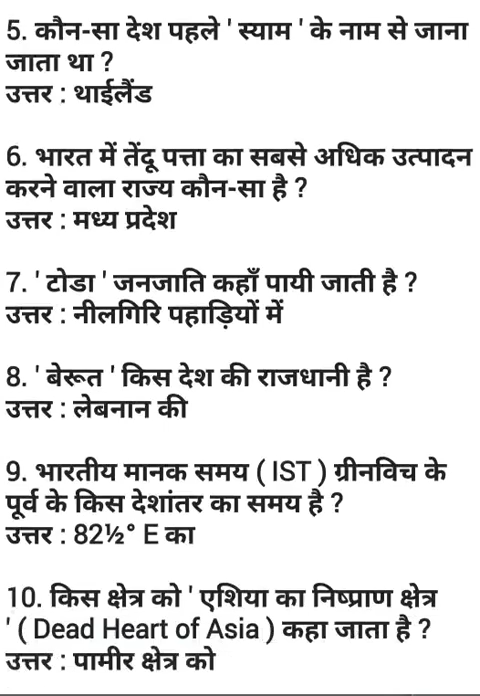 5. कौन-सा देश पहले ' स्याम ' के नाम से जाना
जाता था ?
उत्तर : थाईलैंड
6. भारत में तेंदू पत्ता का सबसे अधिक उत्पादन
करने वाला राज्य कौन-सा है ?
उत्तर : मध्य प्रदेश
7. ' टोडा ' जनजाति कहाँ पायी जाती है ?
उत्तर : नीलगिरि पहाड़ियों में
8. ' बेरूत ' किस देश की राजधानी है ?
उत्तर : लेबनान की
9. भारतीय मानक समय ( IST ) ग्रीनविच के
पूर्व के किस देशांतर का समय है ?
उत्तर : 82½° E का
10. किस क्षेत्र को ' एशिया का निष्प्राण क्षेत्र
' ( Dead Heart of Asia ) कहा जाता है ?
उत्तर : पामीर क्षेत्र को